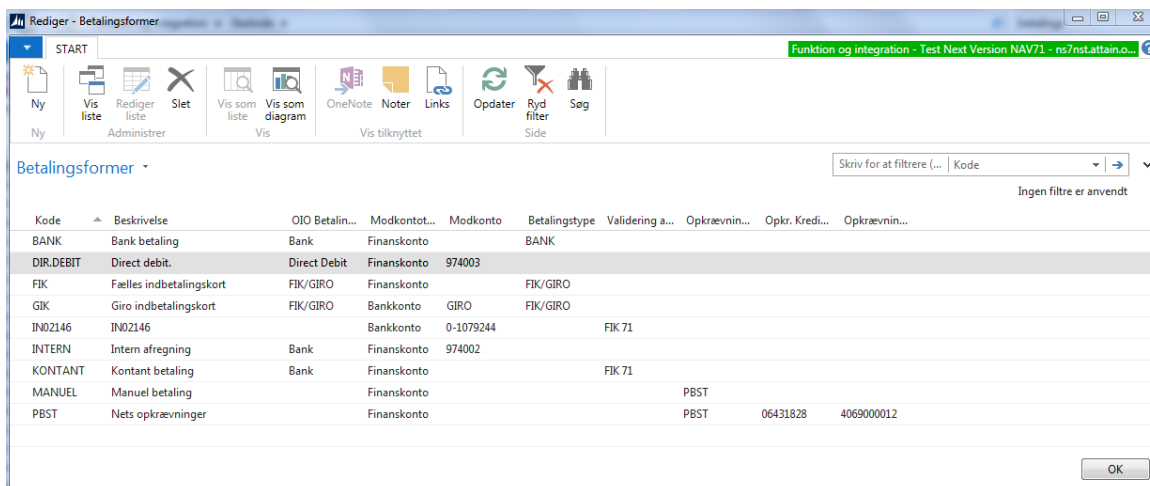 Rediger - Betalingsformer
START
Funktion og integration - Test Next Version NAV71 - ns7nst.attain.o...
Ny
Vis liste
Rediger liste
Slet
Vis som liste
Vis som diagram
OneNote
Noter
Links
Opdater
Ryd filter
Søg
Ny Administrer Vis Vis tilknyttet Side
Betalingsformer
Skriv for at filtrere (... Kode
Ingen filtre er anvendt
Kode Beskrivelse OIO Betalin... Modkontot... Modkonto Betalingstype Validering a... Opkrævnin... Opkr. Kredi... Opkrævnin...
BANK Bank betaling Bank Finanskonto BANK
DIR.DEBIT Direct debit. Direct Debit Finanskonto 974003
FIK Fælles indbetalingskort FIK/GIRO Finanskonto FIK/GIRO
GIK Giro indbetalingskort FIK/GIRO Bankkonto GIRO FIK/GIRO
IN02146 IN02146 Bankkonto 0-1079244 FIK 71
INTERN Intern afregning Bank Finanskonto 974002
KONTANT Kontant betaling Bank Finanskonto FIK 71
MANUEL Manuel betaling Finanskonto PBST
PBST Nets opkrævninger Finanskonto PBST 06431828 4069000012
OK